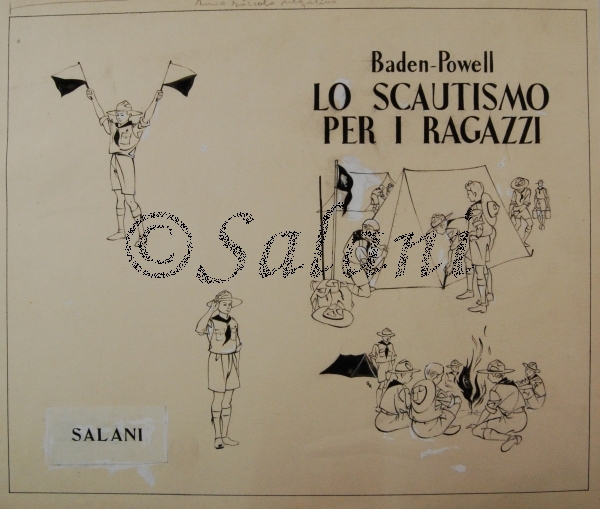 Baden-Powell
LO SCAUTISMO
PER I RAGAZZI
©Salani
SALANI